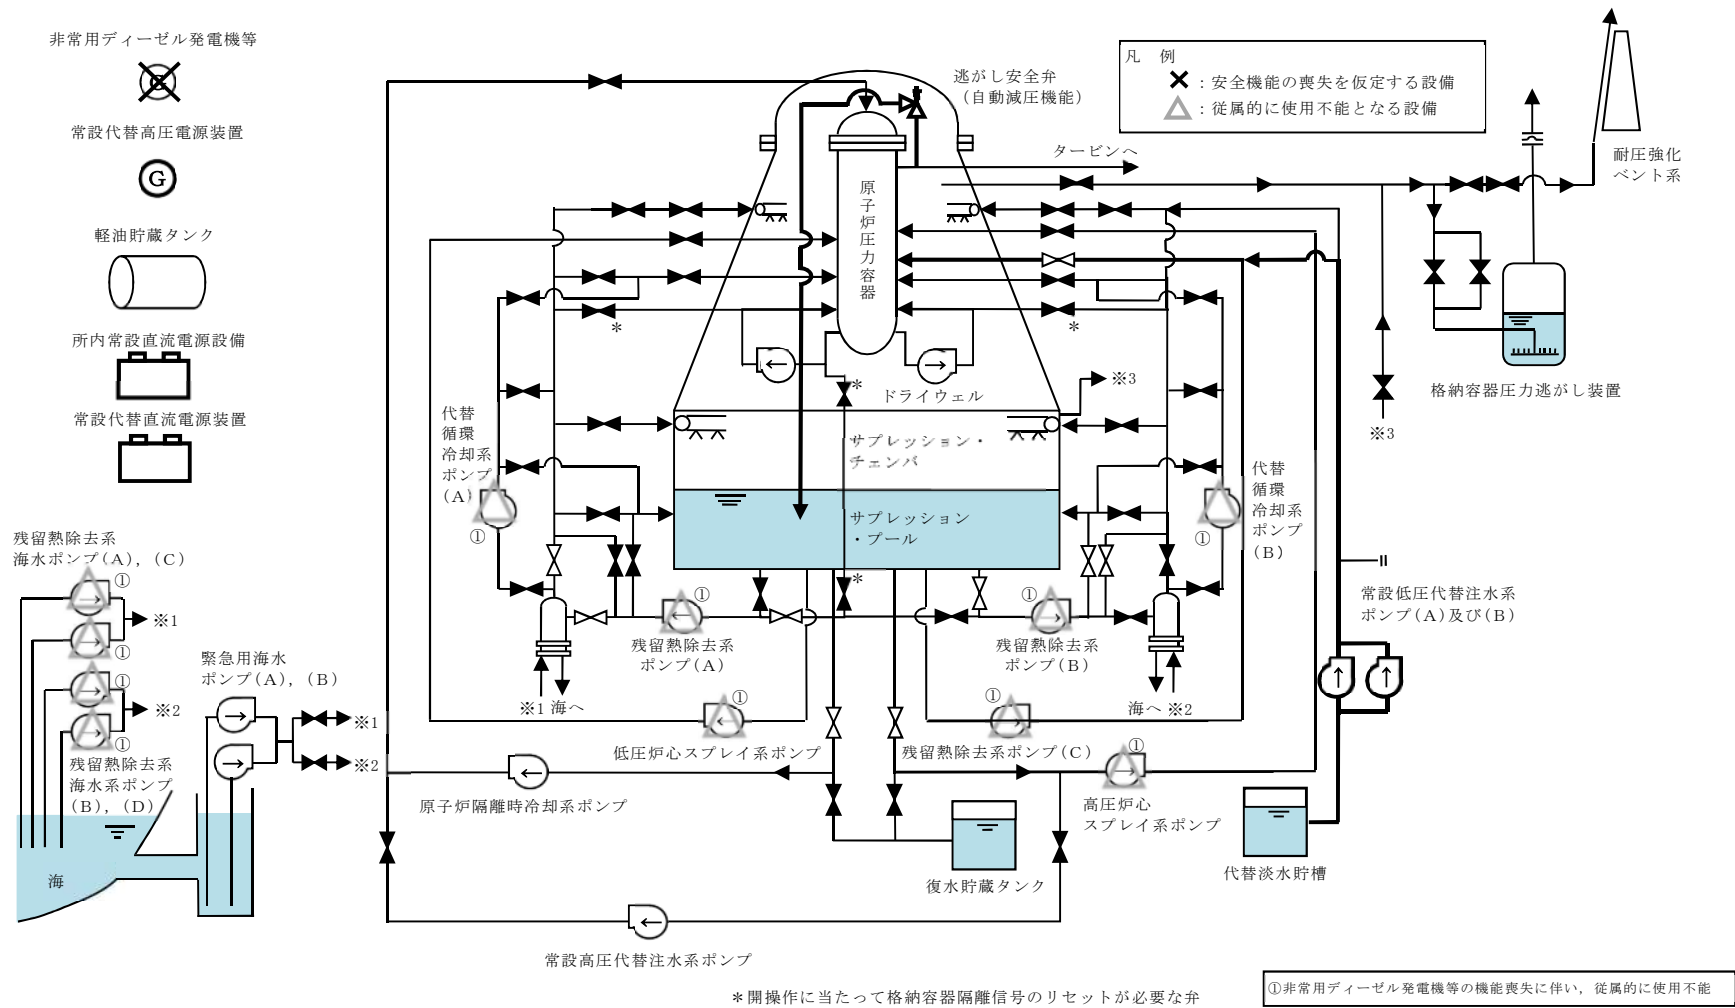 非常用ディーゼル発電機等
G
常設代替高圧電源装置
G
軽油貯蔵タンク
所内常設直流電源設備
常設代替直流電源装置
残留熱除去系
海水ポンプ(A),(C)
①
※1
①
①
※2
①
残留熱除去系
海水系ポンプ
(B),(D)
海
緊急用海水
ポンプ(A),(B)
※1
※2
代替
循環
冷却系
ポンプ
(A)
①
逃がし安全弁
(自動減圧機能)
タービンへ
原子炉圧力容器
*
*
*
*
ドライウェル
※3
サプレッション・
チェンバ
サプレッション
・プール
凡 例
:安全機能の喪失を仮定する設備
:従属的に使用不能となる設備
耐圧強化
ベント系
格納容器圧力逃がし装置
※3
代替
循環
冷却系
ポンプ
(B)
①
①
残留熱除去系
ポンプ(A)
①
残留熱除去系
ポンプ(B)
※1 海へ
海へ ※2
①
低圧炉心スプレイ系ポンプ
①
残留熱除去系ポンプ(C)
①
高圧炉心
スプレイ系ポンプ
常設低圧代替注水系
ポンプ(A)及び(B)
原子炉隔離時冷却系ポンプ
復水貯蔵タンク
代替淡水貯槽
常設高圧代替注水系ポンプ
*開操作に当たって格納容器隔離信号のリセットが必要な弁
①非常用ディーゼル発電機等の機能喪失に伴い,従属的に使用不能